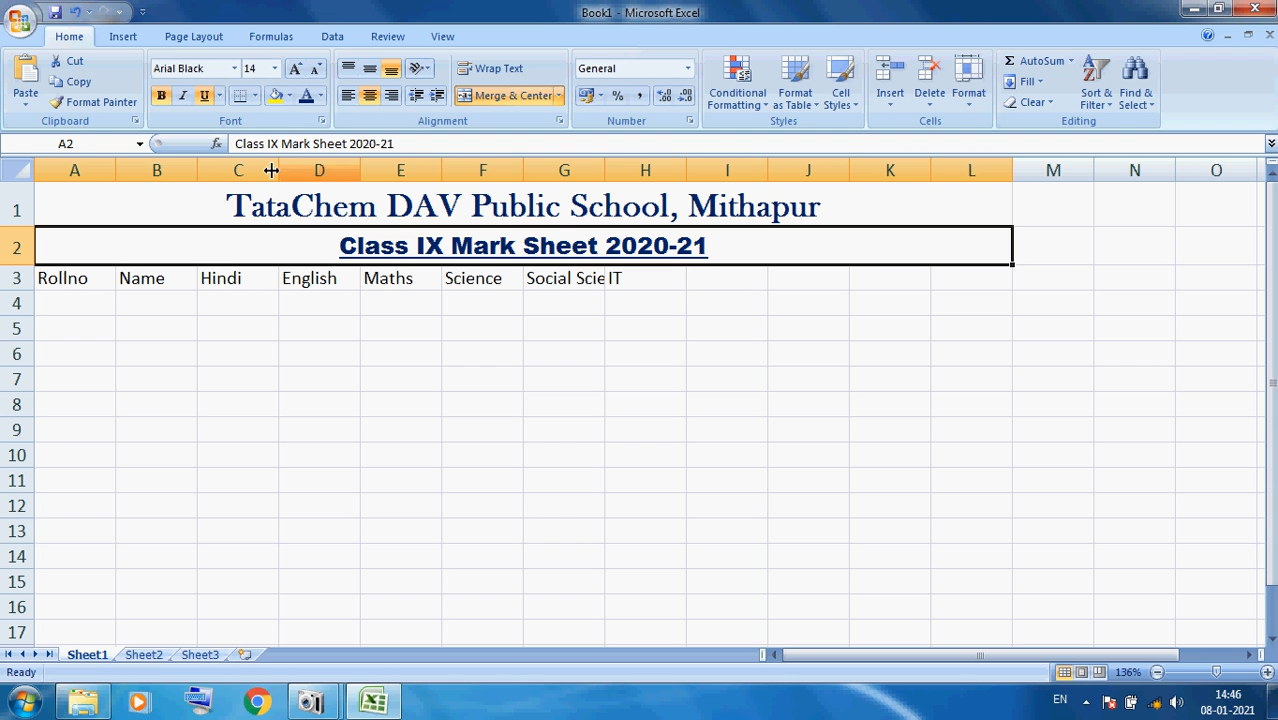 Book1 - Microsoft Excel
Home Insert Page Layout Formulas Data Review View
Paste
Cut
Copy
Format Painter
Clipboard
Arial Black 14
Font
Wrap Text
Merge & Center
Alignment
General
Number
Conditional Formatting
Format as Table
Cell Styles
Styles
Insert Delete Format
Cells
AutoSum
Fill
Clear
Sort & Filter
Find & Select
Editing
A2 fx Class IX Mark Sheet 2020-21
A B C D E F G H I J K L M N O
1 TataChem DAV Public School, Mithapur
2 Class IX Mark Sheet 2020-21
3 Rollno Name Hindi English Maths Science Social Scie IT
4
5
6
7
8
9
10
11
12
13
14
15
16
17
Sheet1 Sheet2 Sheet3
Ready 136%
EN 14:46
08-01-2021